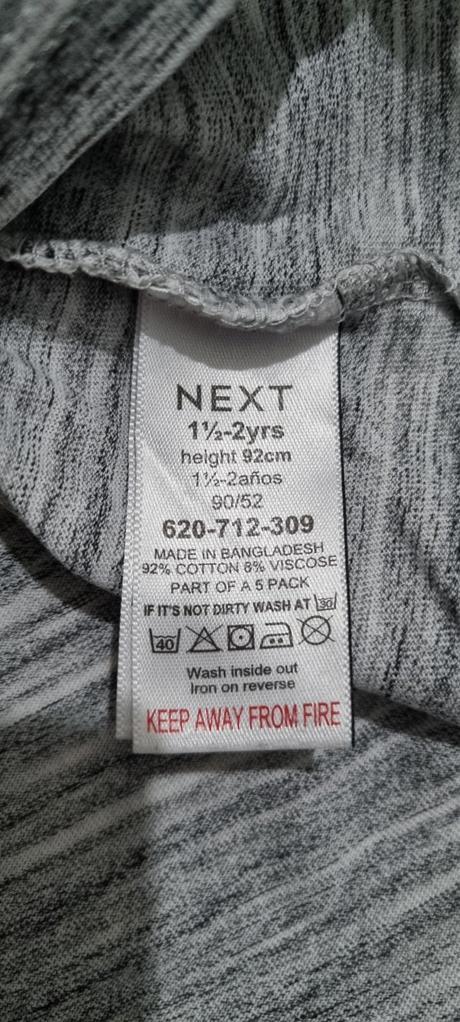 NEXT
1½-2yrs
height 92cm
1½-2años
90/52
620-712-309
MADE IN BANGLADESH
92% COTTON 8% VISCOSE
PART OF A 5 PACK
IF IT'S NOT DIRTY WASH AT 30
40
Wash inside out
Iron on reverse
KEEP AWAY FROM FIRE